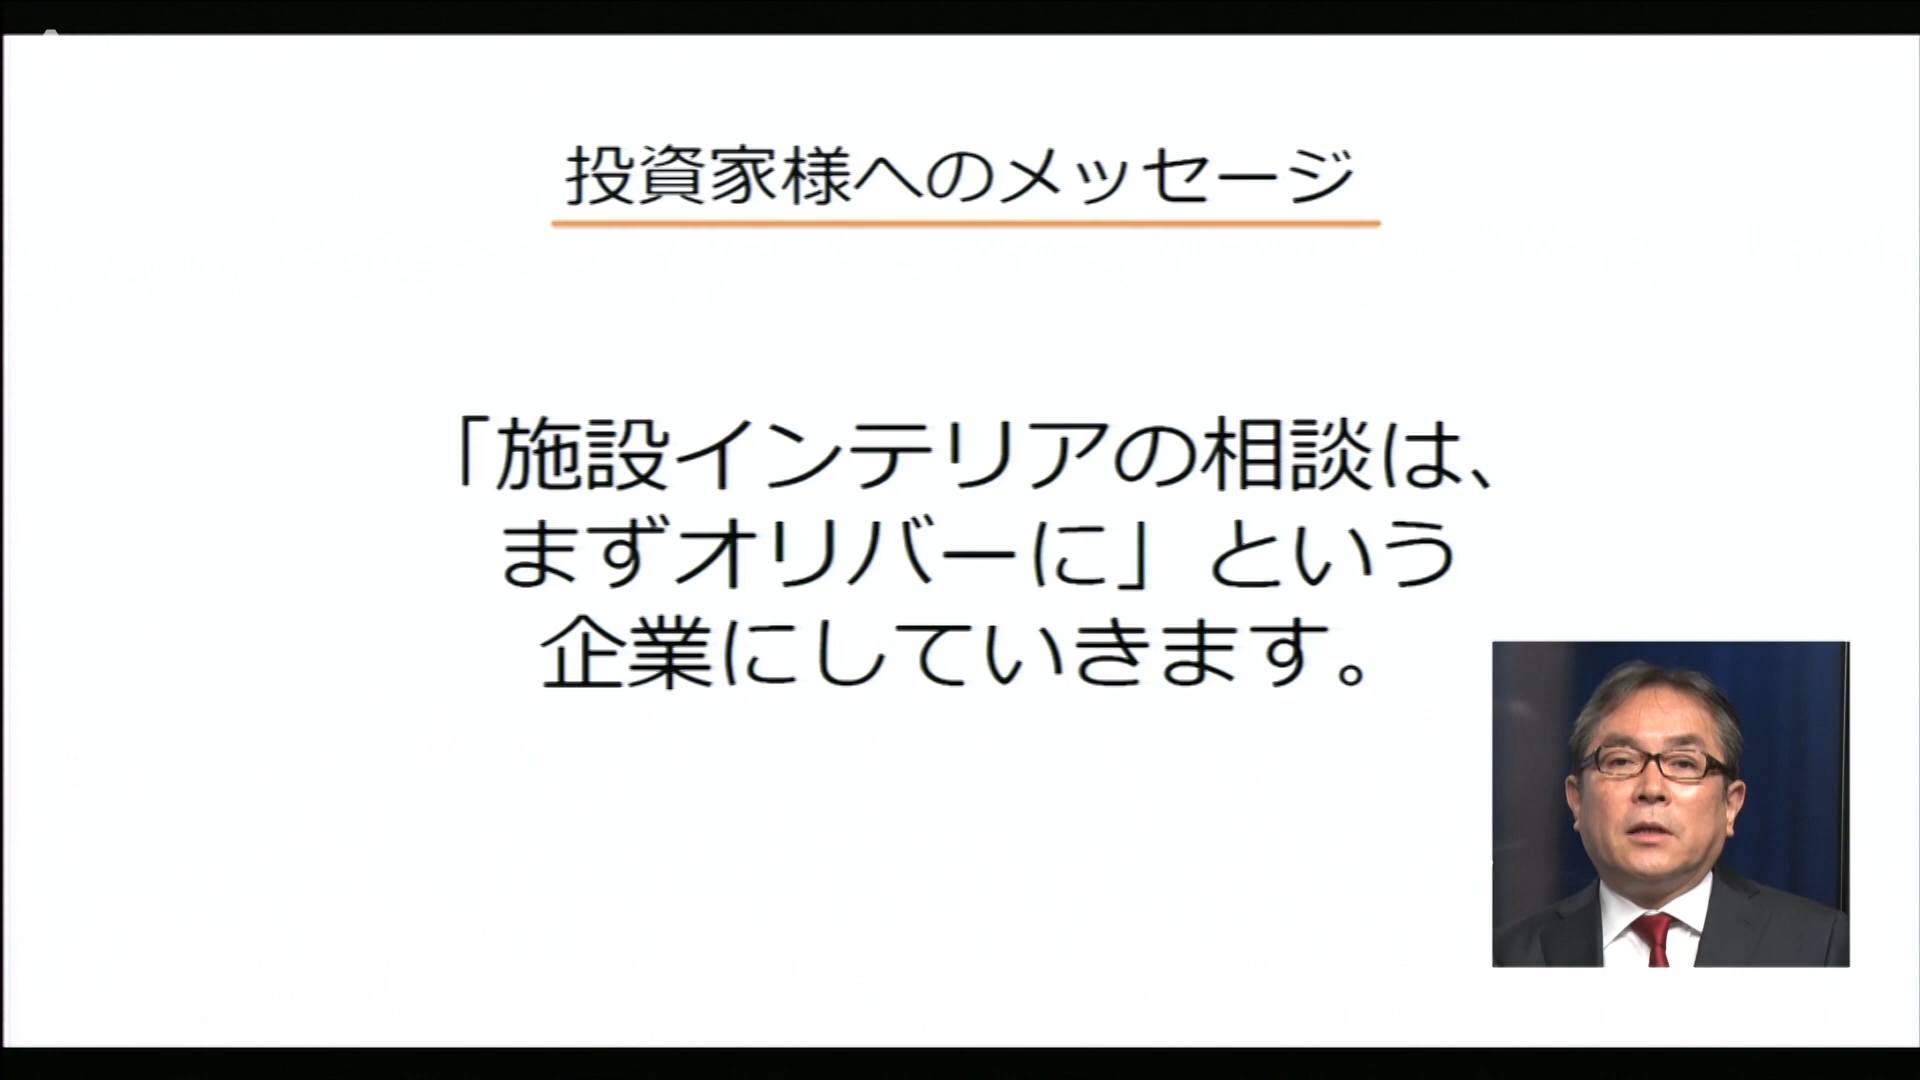 投資家様へのメッセージ
「施設インテリアの相談は、
まずオリバーに」という
企業にしていきます。